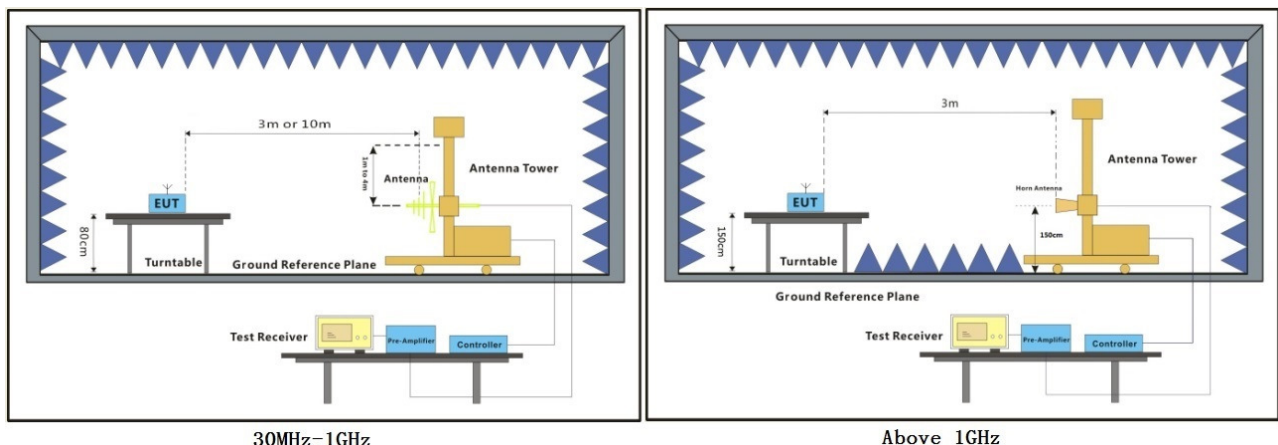 3m or 10m
1m to 4m
Antenna
Antenna Tower
EUT
80cm
Turntable
Ground Reference Plane
Test Receiver
Pre-Amplifier
Controller
30MHz-1GHz
3m
Antenna Tower
Horn Antenna
EUT
150cm
150cm
Turntable
Ground Reference Plane
Test Receiver
Pre-Amplifier
Controller
Above 1GHz